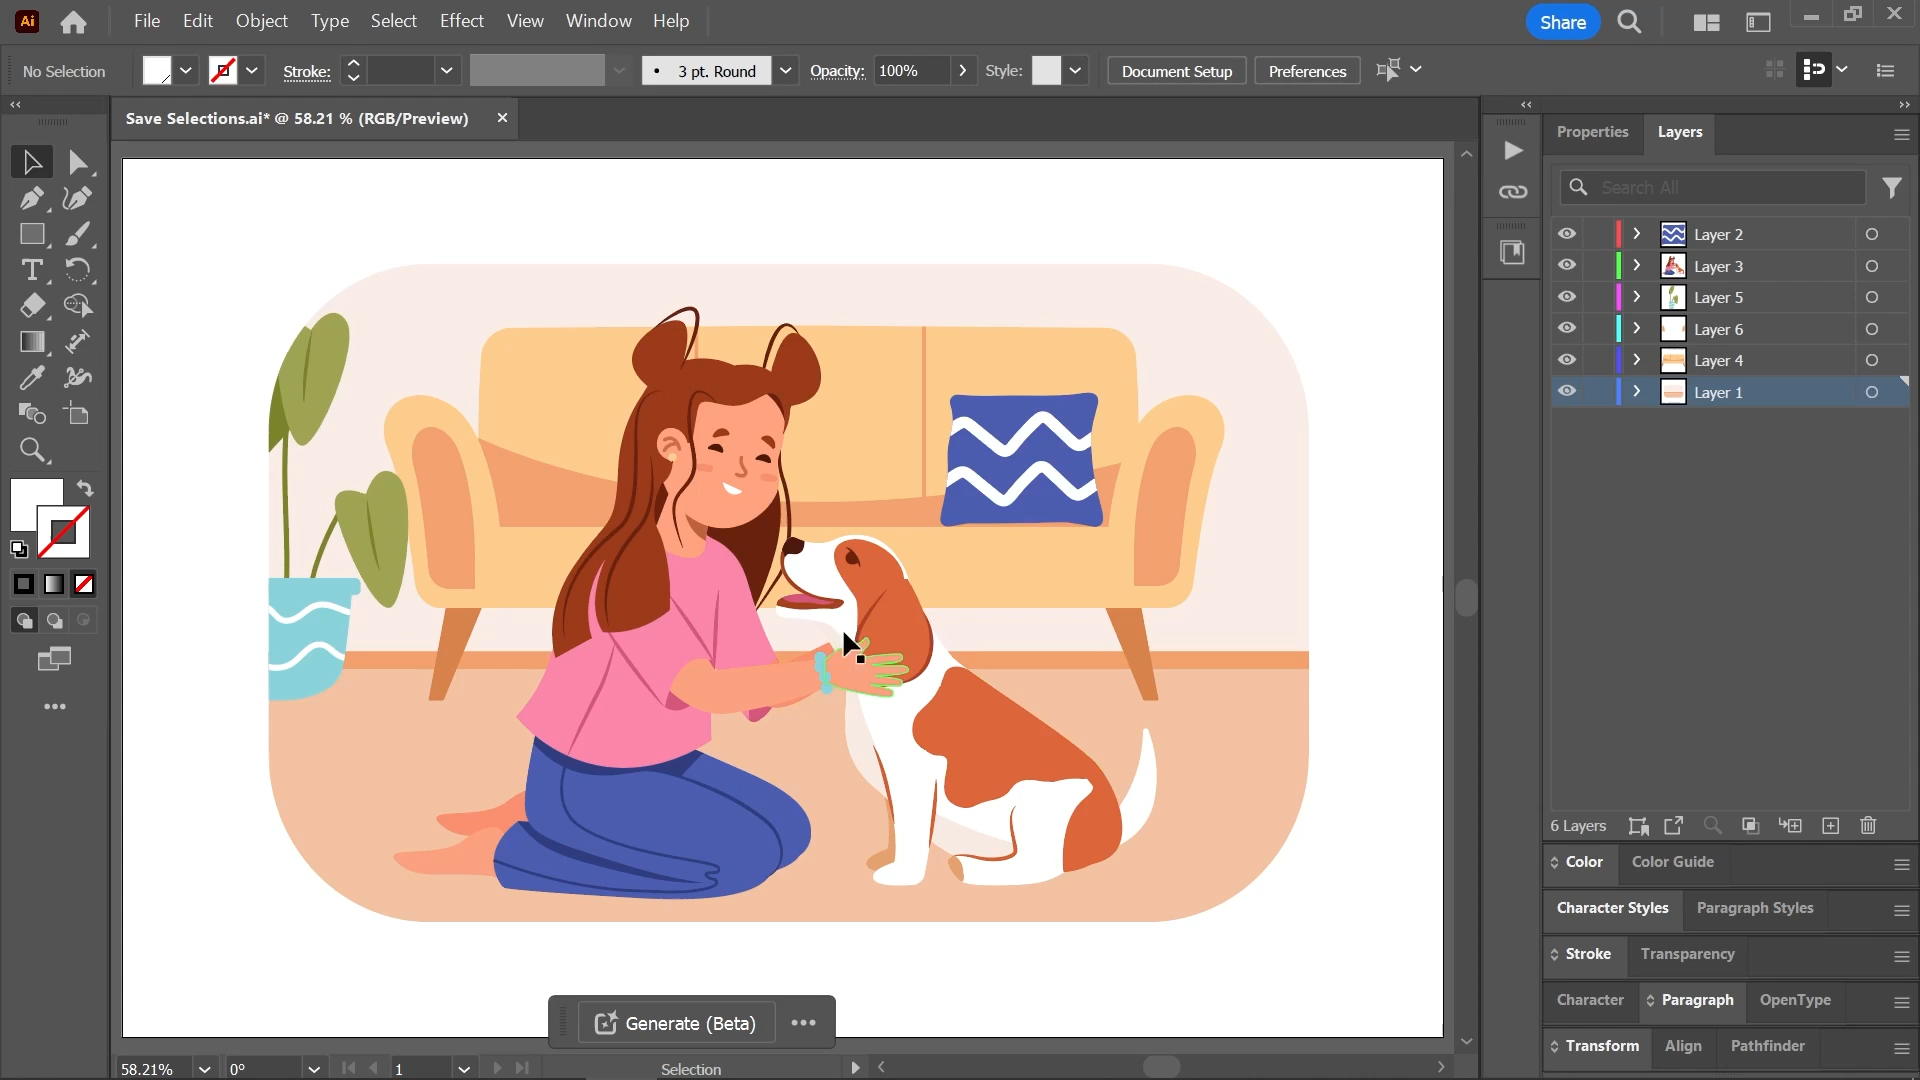 Ai File Edit Object Type Select Effect View Window Help Share
No Selection Stroke: 3 pt. Round Opacity: 100% Style: Document Setup Preferences
Save Selections.ai* @ 58.21 % (RGB/Preview)
Properties Layers
Search All
Layer 2
Layer 3
Layer 5
Layer 6
Layer 4
Layer 1
6 Layers
Color Color Guide
Character Styles Paragraph Styles
Stroke Transparency
Character Paragraph OpenType
Generate (Beta)
Transform Align Pathfinder
58.21% 0° 1 Selection